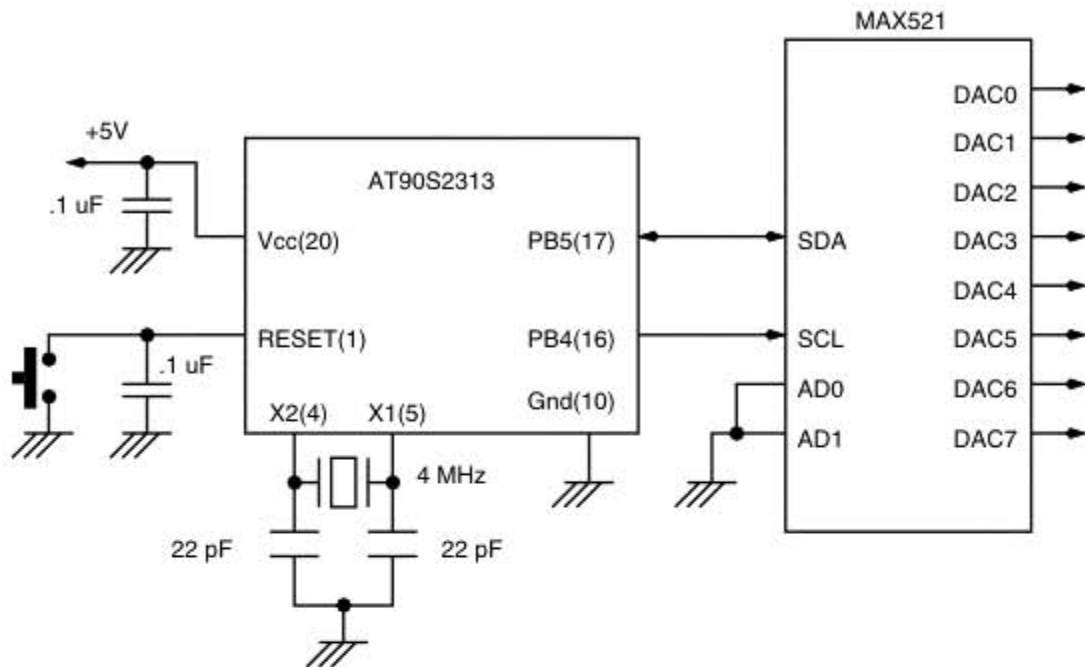 MAX521
DAC0
+5V
DAC1
AT90S2313
DAC2
.1 uF
Vcc(20)
PB5(17)
SDA
DAC3
DAC4
RESET(1)
PB4(16)
SCL
DAC5
.1 uF
AD0
DAC6
X2(4)
X1(5)
Gnd(10)
AD1
DAC7
4 MHz
22 pF
22 pF